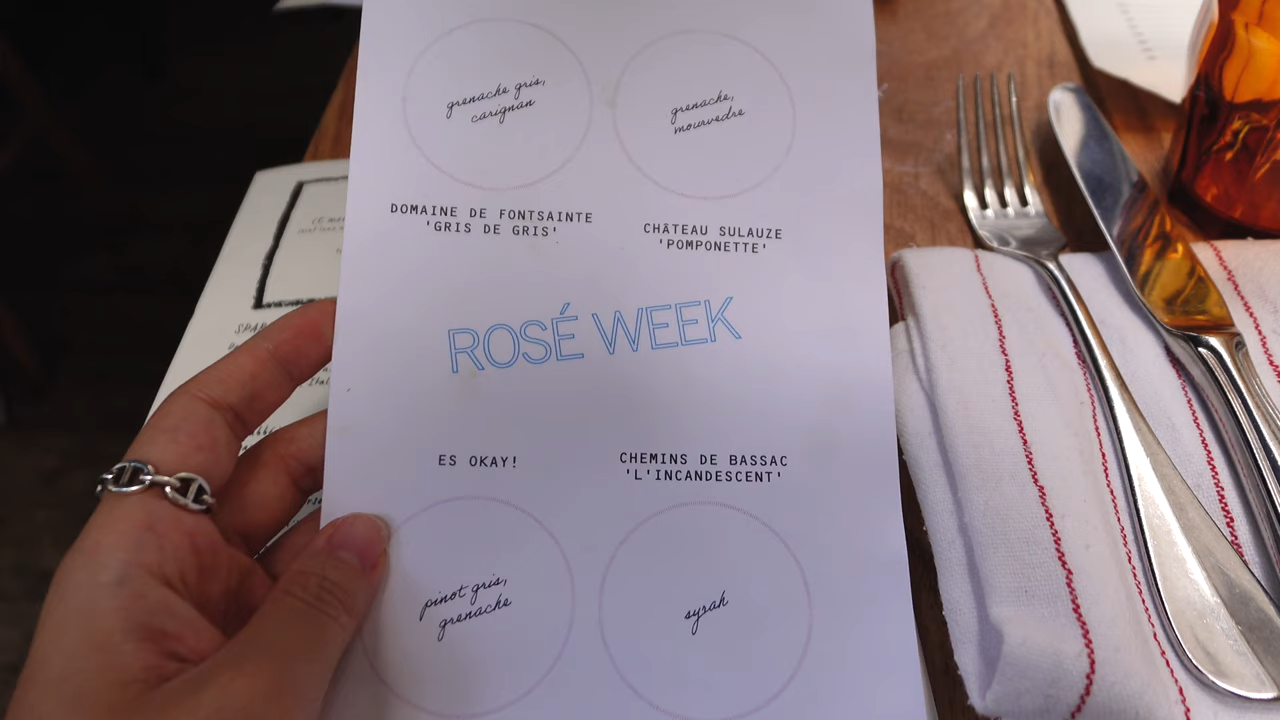 grenache gris,
carignan
grenache,
mourvedre
DOMAINE DE FONTSAINTE
'GRIS DE GRIS'
CHÂTEAU SULAUZE
'POMPONETTE'
ROSÉ WEEK
ES OKAY!
CHEMINS DE BASSAC
'L'INCANDESCENT'
pinot gris,
grenache
syrah